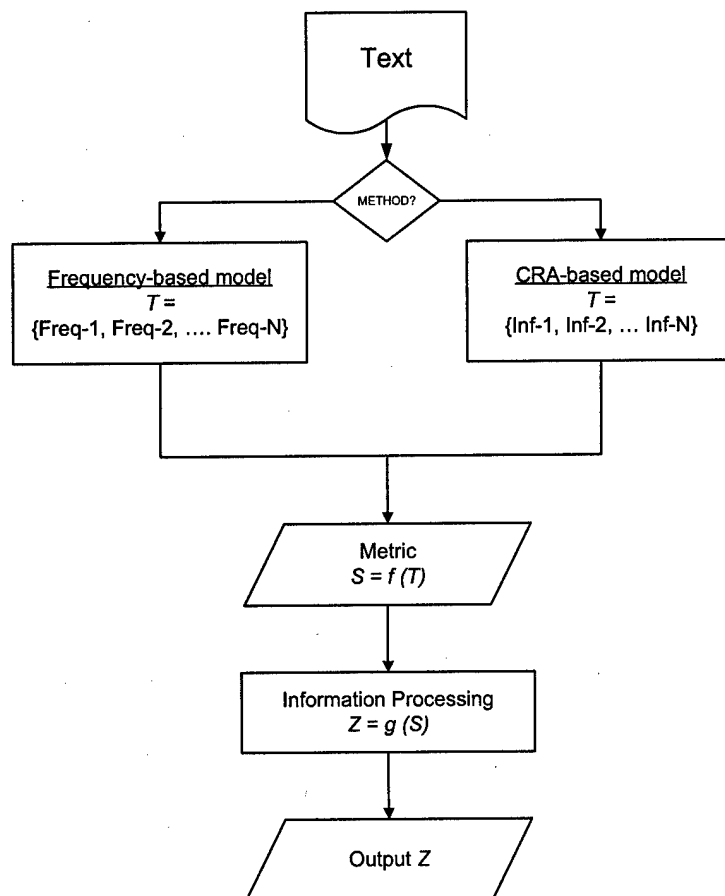 Text
METHOD?
Frequency-based model
T =
{Freq-1, Freq-2, .... Freq-N}
CRA-based model
T =
{Inf-1, Inf-2, ... Inf-N}
Metric
S = f (T)
Information Processing
Z = g (S)
Output Z